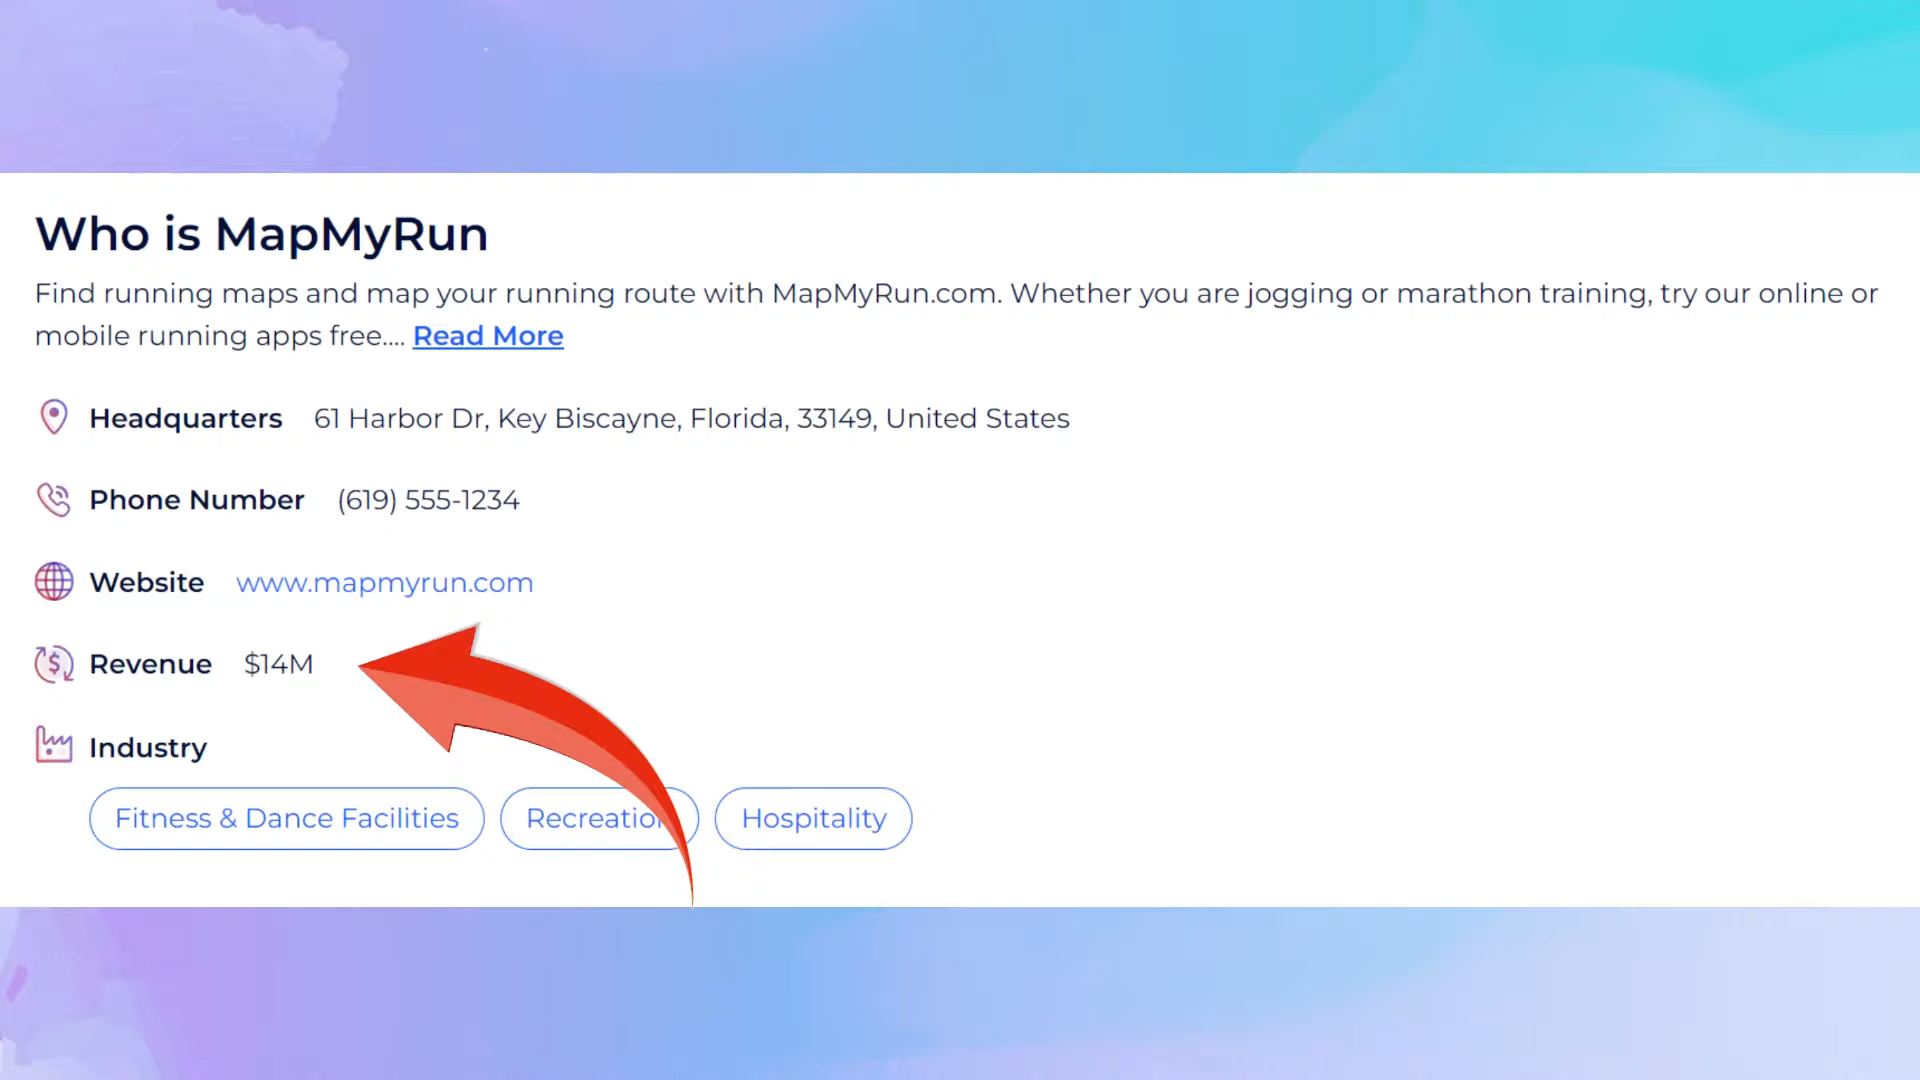 Who is MapMyRun
Find running maps and map your running route with MapMyRun.com. Whether you are jogging or marathon training, try our online or
mobile running apps free.... Read More
Headquarters 61 Harbor Dr, Key Biscayne, Florida, 33149, United States
Phone Number (619) 555-1234
Website www.mapmyrun.com
Revenue $14M
Industry
Fitness & Dance Facilities Recreation Hospitality